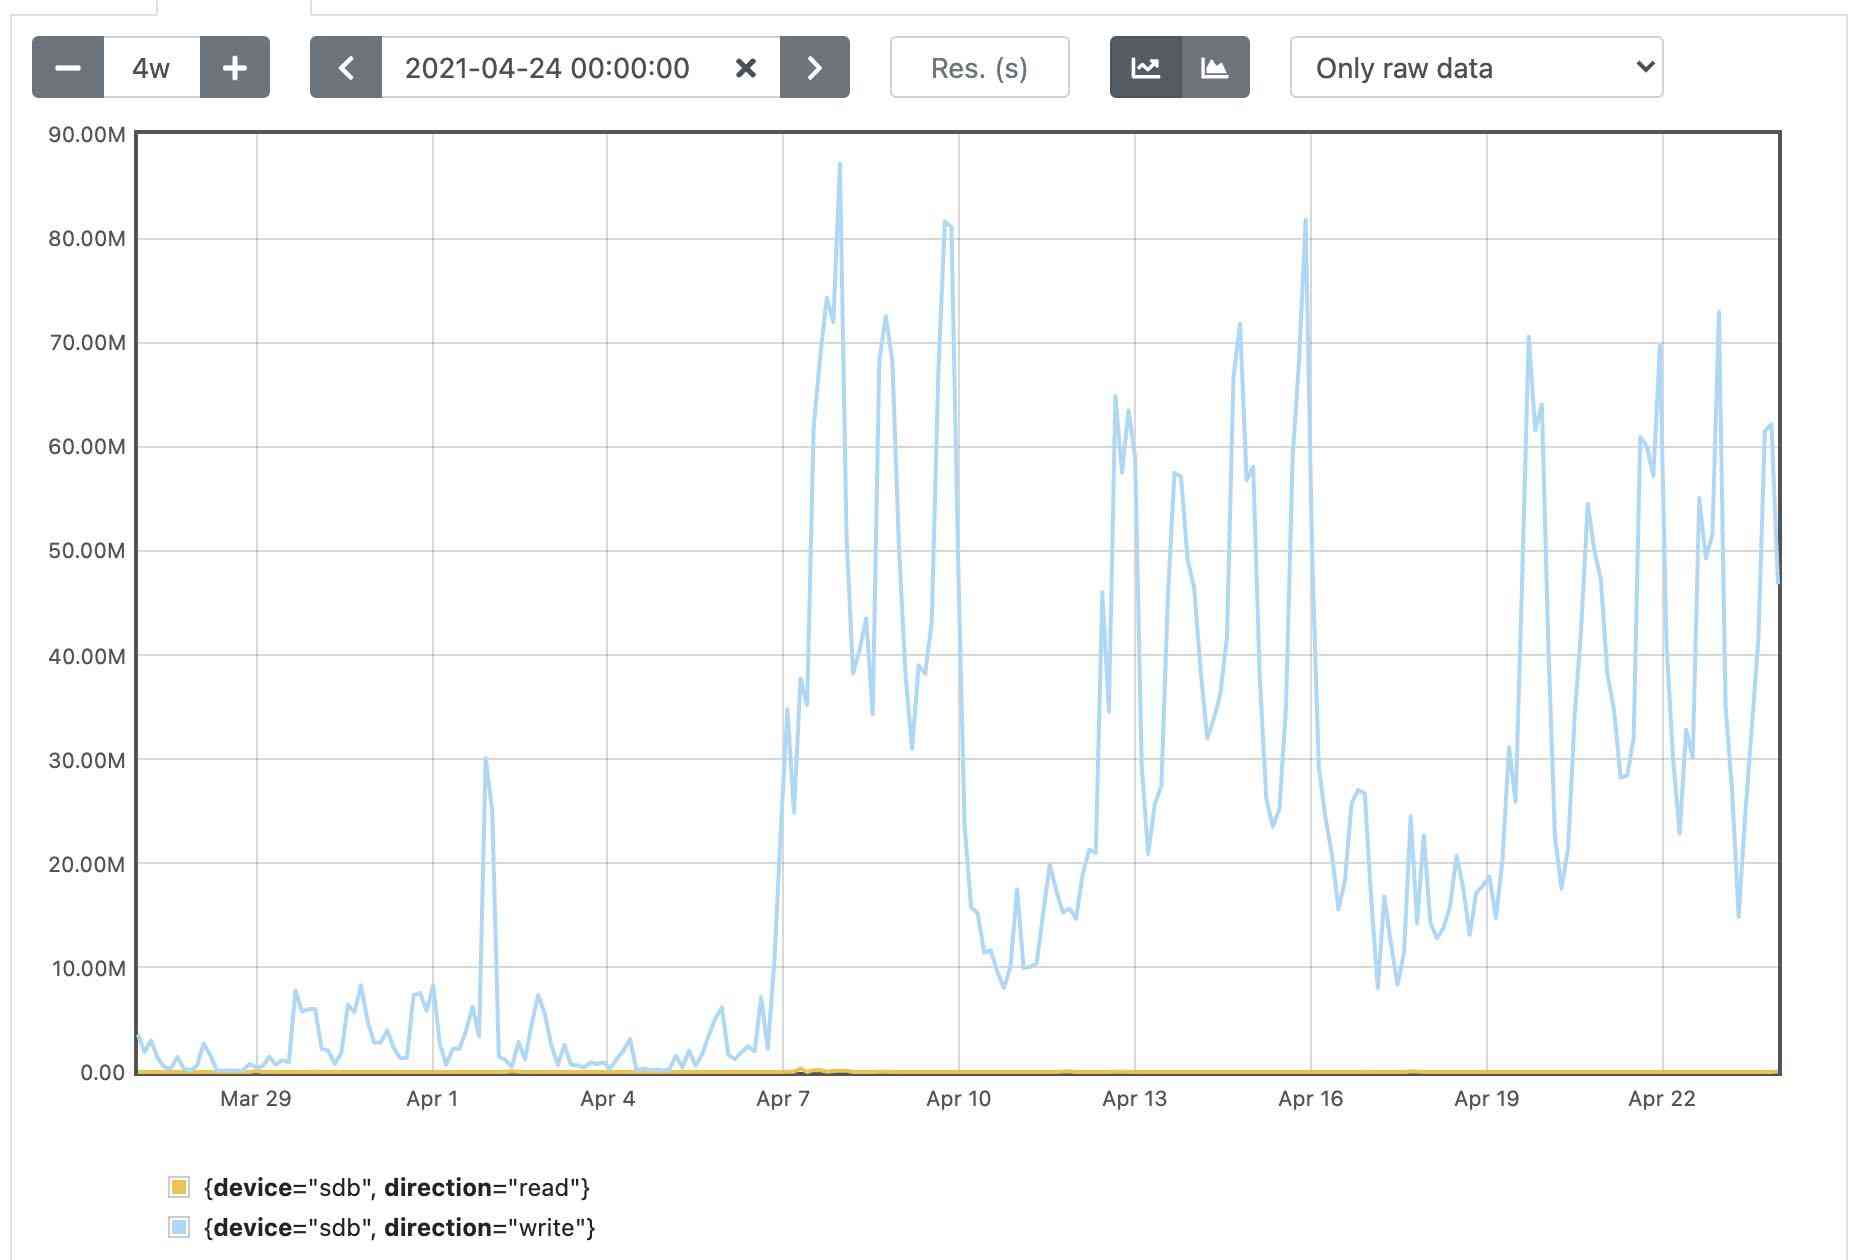 4w 2021-04-24 00:00:00 Res. (s) Only raw data
90.00M
80.00M
70.00M
60.00M
50.00M
40.00M
30.00M
20.00M
10.00M
0.00
Mar 29 Apr 1 Apr 4 Apr 7 Apr 10 Apr 13 Apr 16 Apr 19 Apr 22
{device="sdb", direction="read"}
{device="sdb", direction="write"}